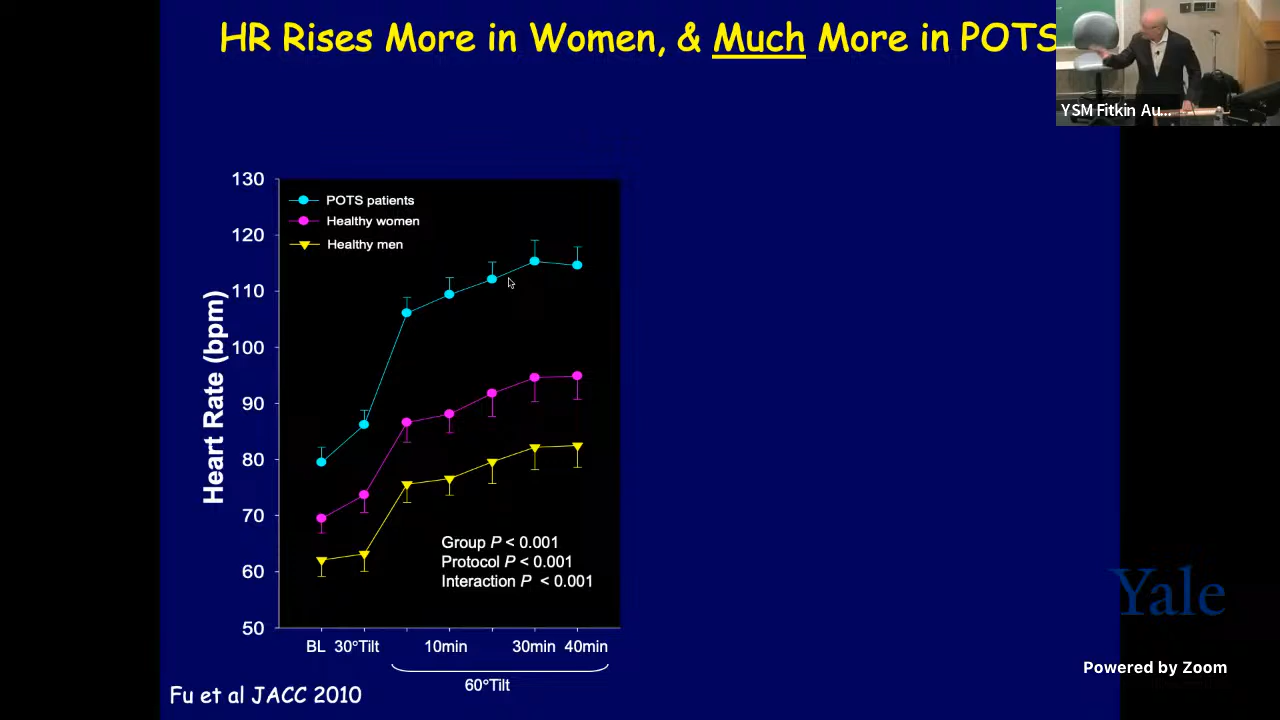 HR Rises More in Women, & Much More in POTS
YSM Fitkin Au...
130
POTS patients
Healthy women
120
Healthy men
110
100
90
80
70
60
50
Heart Rate (bpm)
Group P < 0.001
Protocol P < 0.001
Interaction P < 0.001
BL 30°Tilt 10min 30min 40min
60°Tilt
Fu et al JACC 2010
Yale
Powered by Zoom